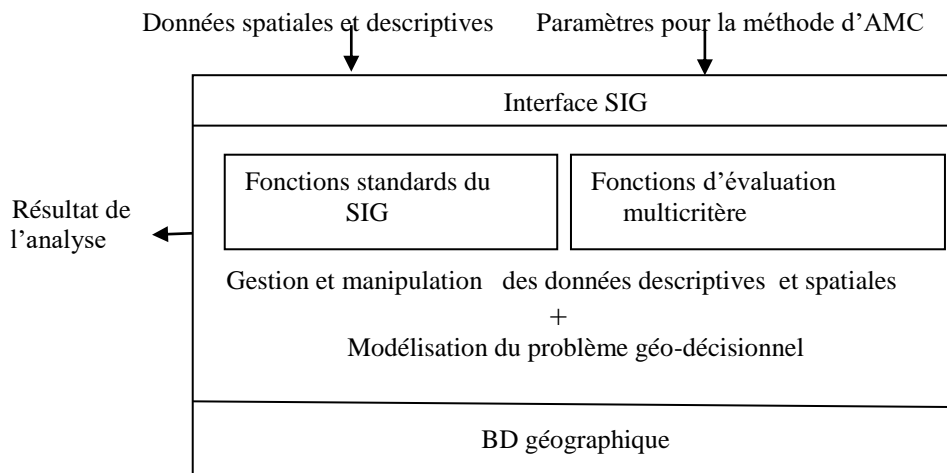 Données spatiales et descriptives
Paramètres pour la méthode d’AMC
Interface SIG
Fonctions standards du
SIG
Fonctions d’évaluation
multicritère
Résultat de
l’analyse
Gestion et manipulation des données descriptives et spatiales
+
Modélisation du problème géo-décisionnel
BD géographique